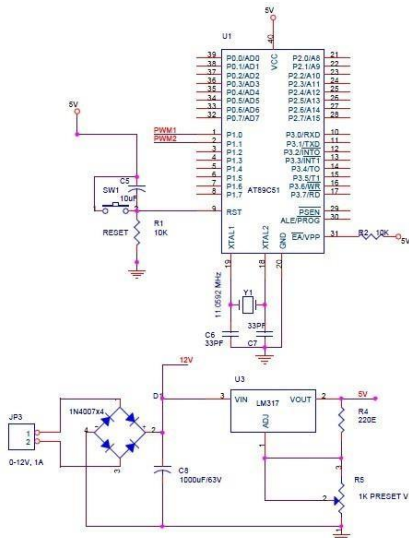 5V
U1
40
VCC
39 P0.0/AD0 P2.0/A8 21
38 P0.1/AD1 P2.1/A9 22
37 P0.2/AD2 P2.2/A10 23
36 P0.3/AD3 P2.3/A11 24
35 P0.4/AD4 P2.4/A12 25
34 P0.5/AD5 P2.5/A13 26
33 P0.6/AD6 P2.6/A14 27
32 P0.7/AD7 P2.7/A15 28
5V
PWM1 1 P1.0 P3.0/RXD 10
PWM2 2 P1.1 P3.1/TXD 11
3 P1.2 P3.2/INTO 12
4 P1.3 P3.3/INT1 13
5 P1.4 P3.4/TO 14
6 P1.5 P3.5/T1 15
7 P1.6 P3.6/WR 16
8 P1.7 P3.7/RD 17
C5
10uF
SW1
AT89C51
9 RST PSEN 29
ALE/PROG 30
RESET
R1
10K
EA/VPP 31 R2 10K
5V
XTAL1 XTAL2 GND
19 18 20
11.0592 MHz
Y1
C6
33PF
33PF
C7
12V
U3
D1
1N4007x4
3 VIN LM317 VOUT 2
5V
ADJ
R4
220E
JP3
1
2
0-12V, 1A
1
4 2
3
1
3
C8
1000uF/63V
2
R5
1K PRESET V
1